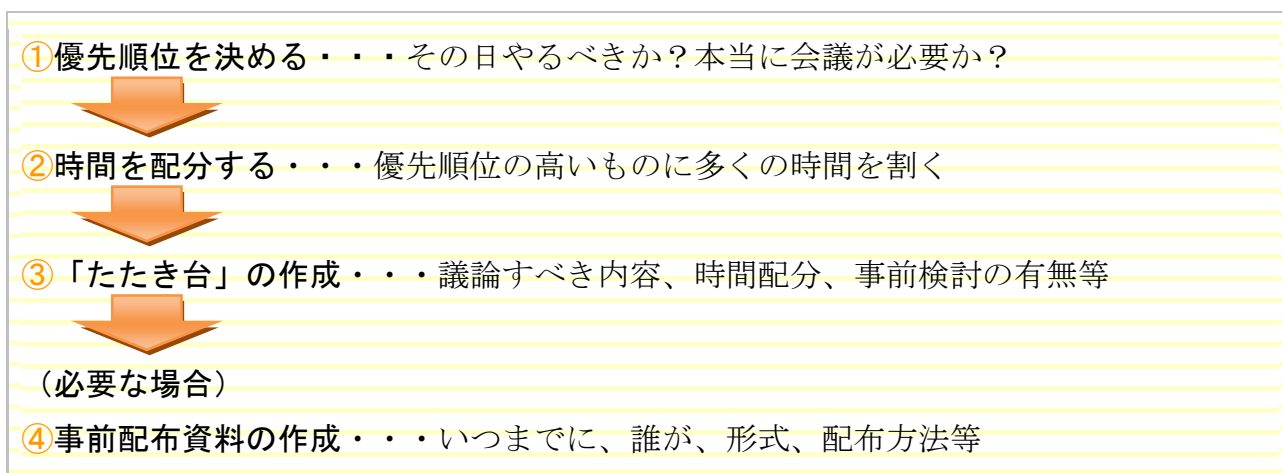 ①優先順位を決める・・・その日やるべきか？本当に会議が必要か？
②時間を配分する・・・優先順位の高いものに多くの時間を割く
③「たたき台」の作成・・・議論すべき内容、時間配分、事前検討の有無等
（必要な場合）
④事前配布資料の作成・・・いつまでに、誰が、形式、配布方法等